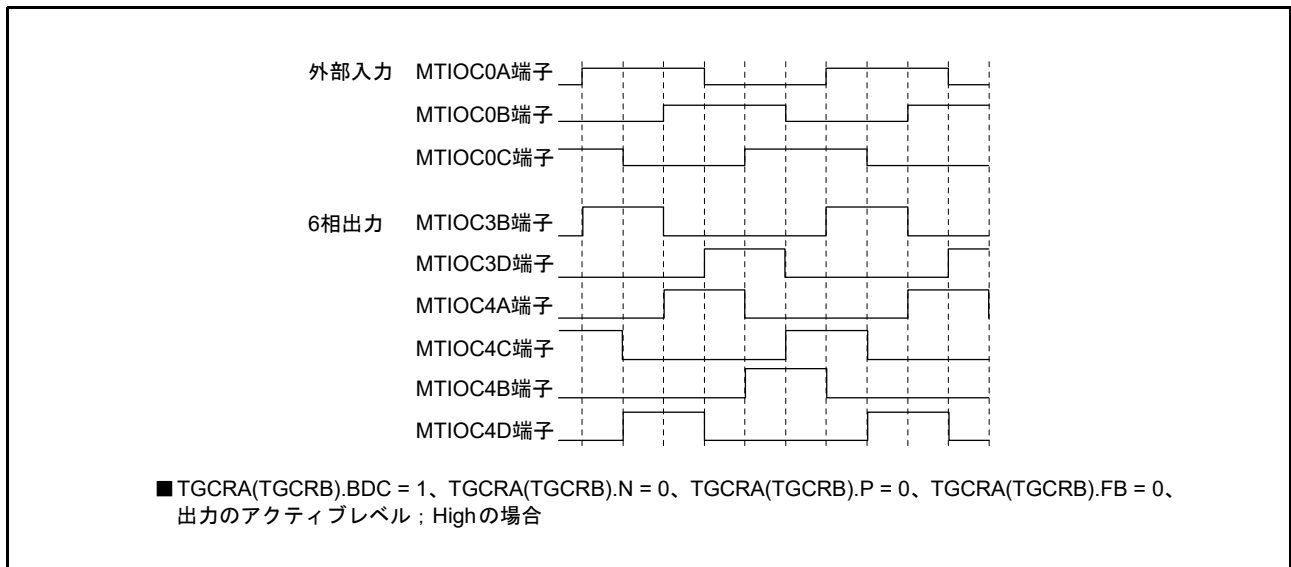 外部入力 MTIOC0A端子
MTIOC0B端子
MTIOC0C端子
6相出力 MTIOC3B端子
MTIOC3D端子
MTIOC4A端子
MTIOC4C端子
MTIOC4B端子
MTIOC4D端子
■ TGCRA(TGCRB).BDC = 1、TGCRA(TGCRB).N = 0、TGCRA(TGCRB).P = 0、TGCRA(TGCRB).FB = 0、
出力のアクティブレベル ; Highの場合